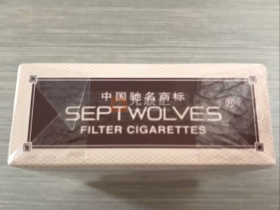 中国驰名商标
SEPTWOLVES®
FILTER CIGARETTES